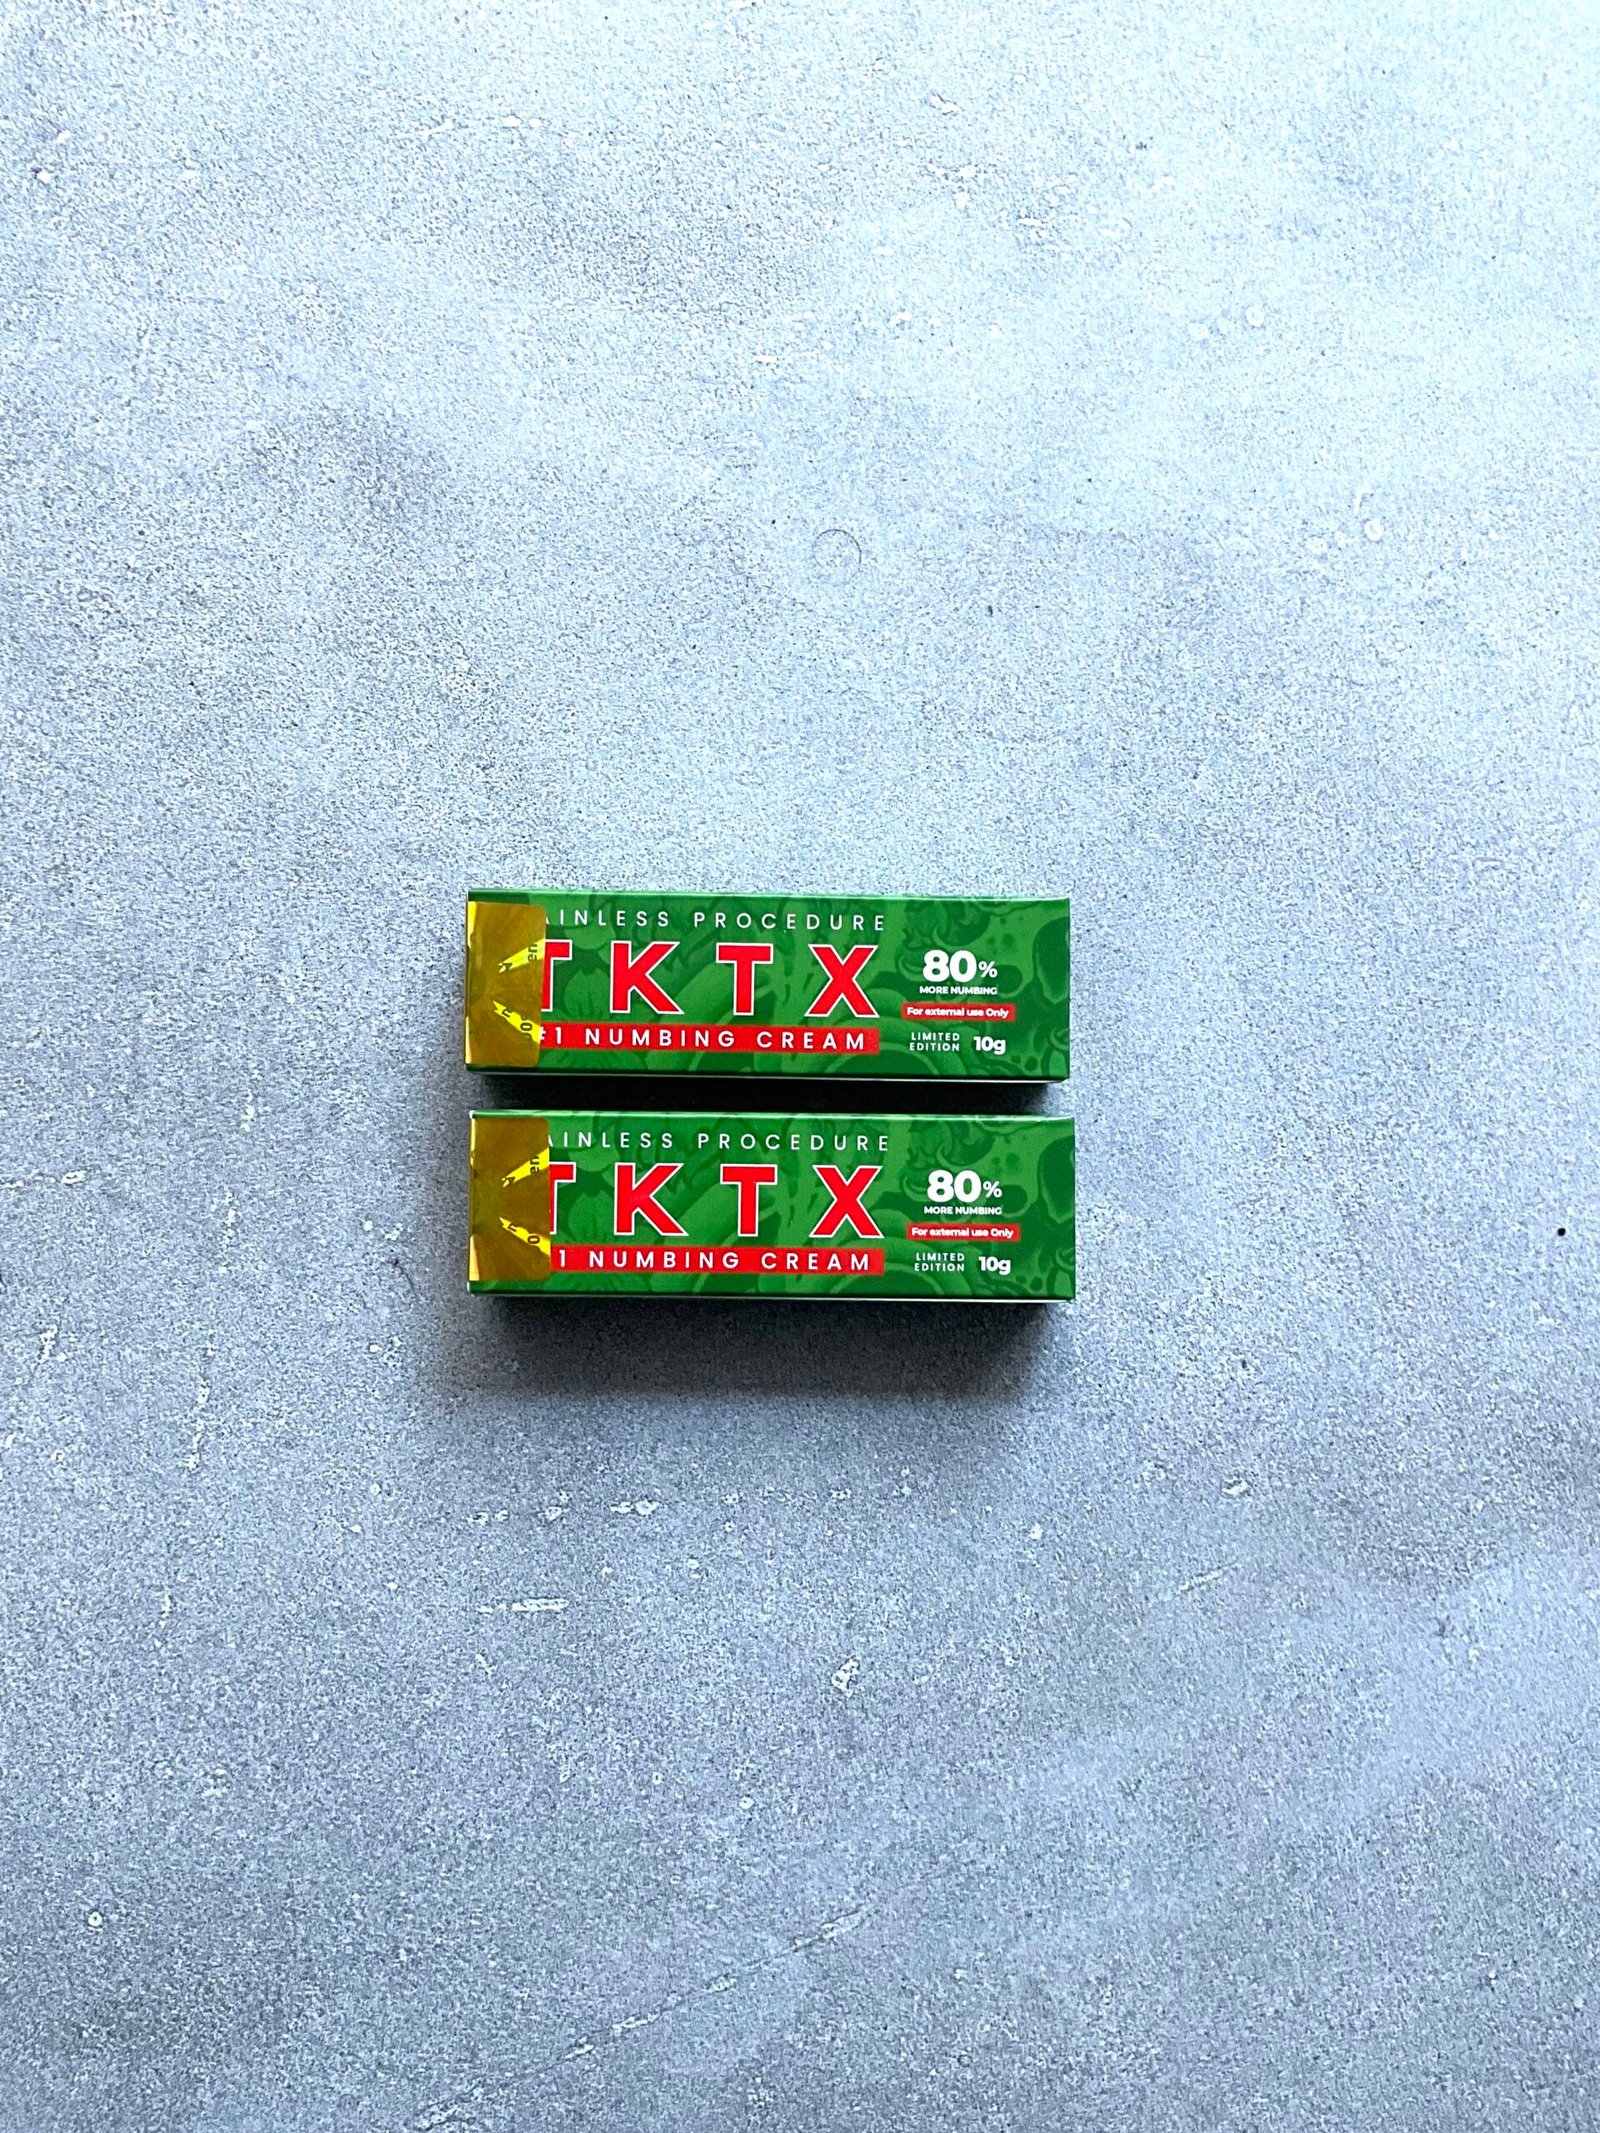 AINLESS PROCEDURE
TKTX
#1 NUMBING CREAM
80%
MORE NUMBING
For external use Only
LIMITED
EDITION
10g
AINLESS PROCEDURE
TKTX
1 NUMBING CREAM
80%
MORE NUMBING
For external use Only
LIMITED
EDITION
10g